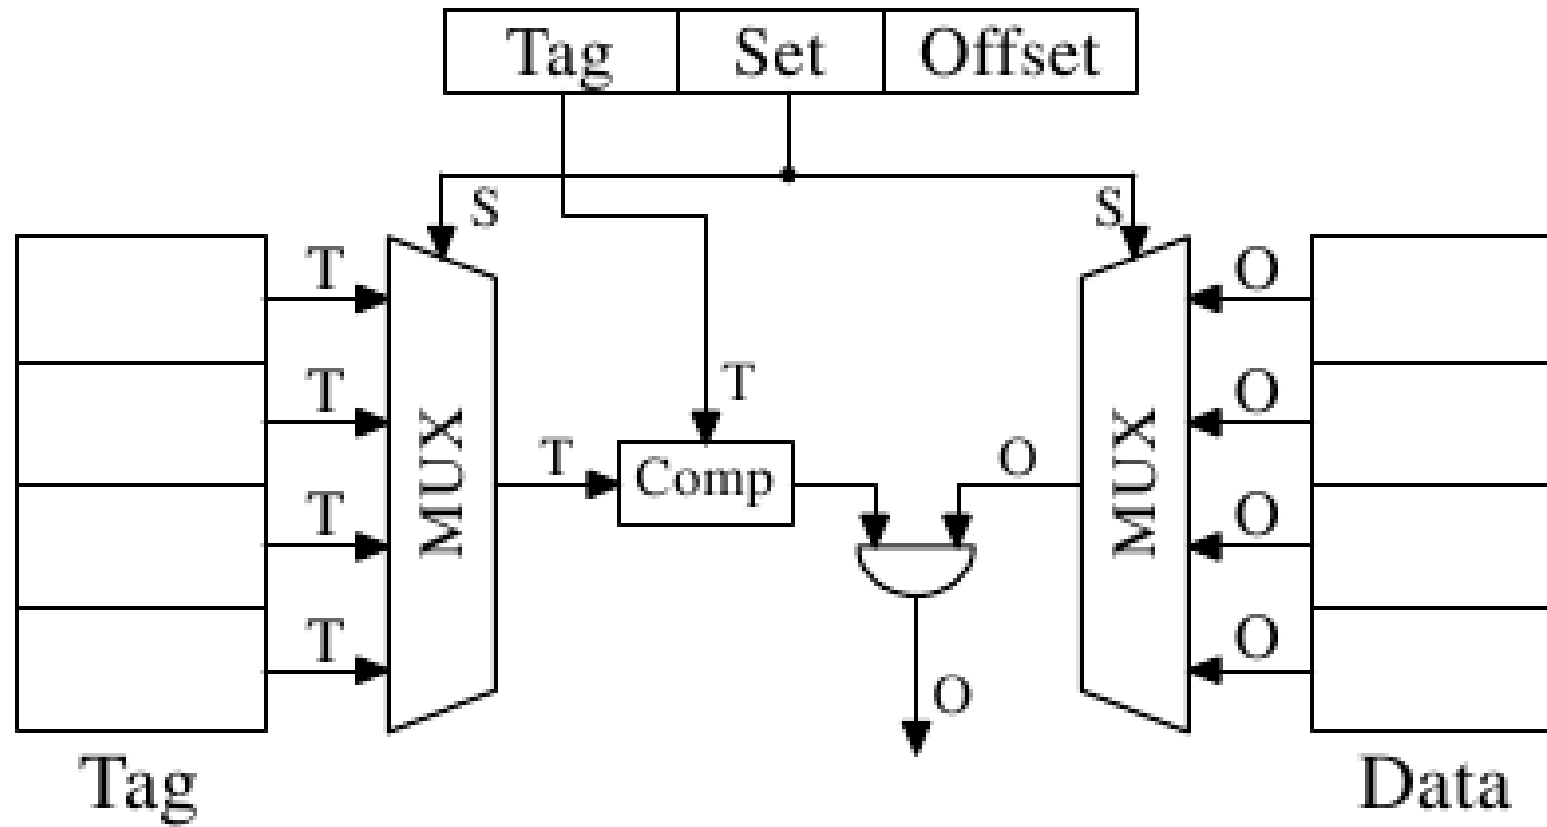 Tag Set Offset
S S
T O
T O
T
MUX T Comp O MUX
T O
T O
O
Tag Data